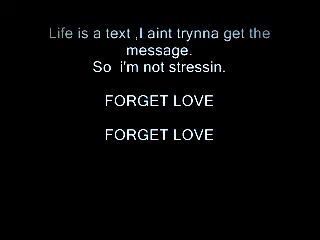 Life is a text ,I aint trynna get the
message.
So  i'm not stressin.
FORGET LOVE
FORGET LOVE